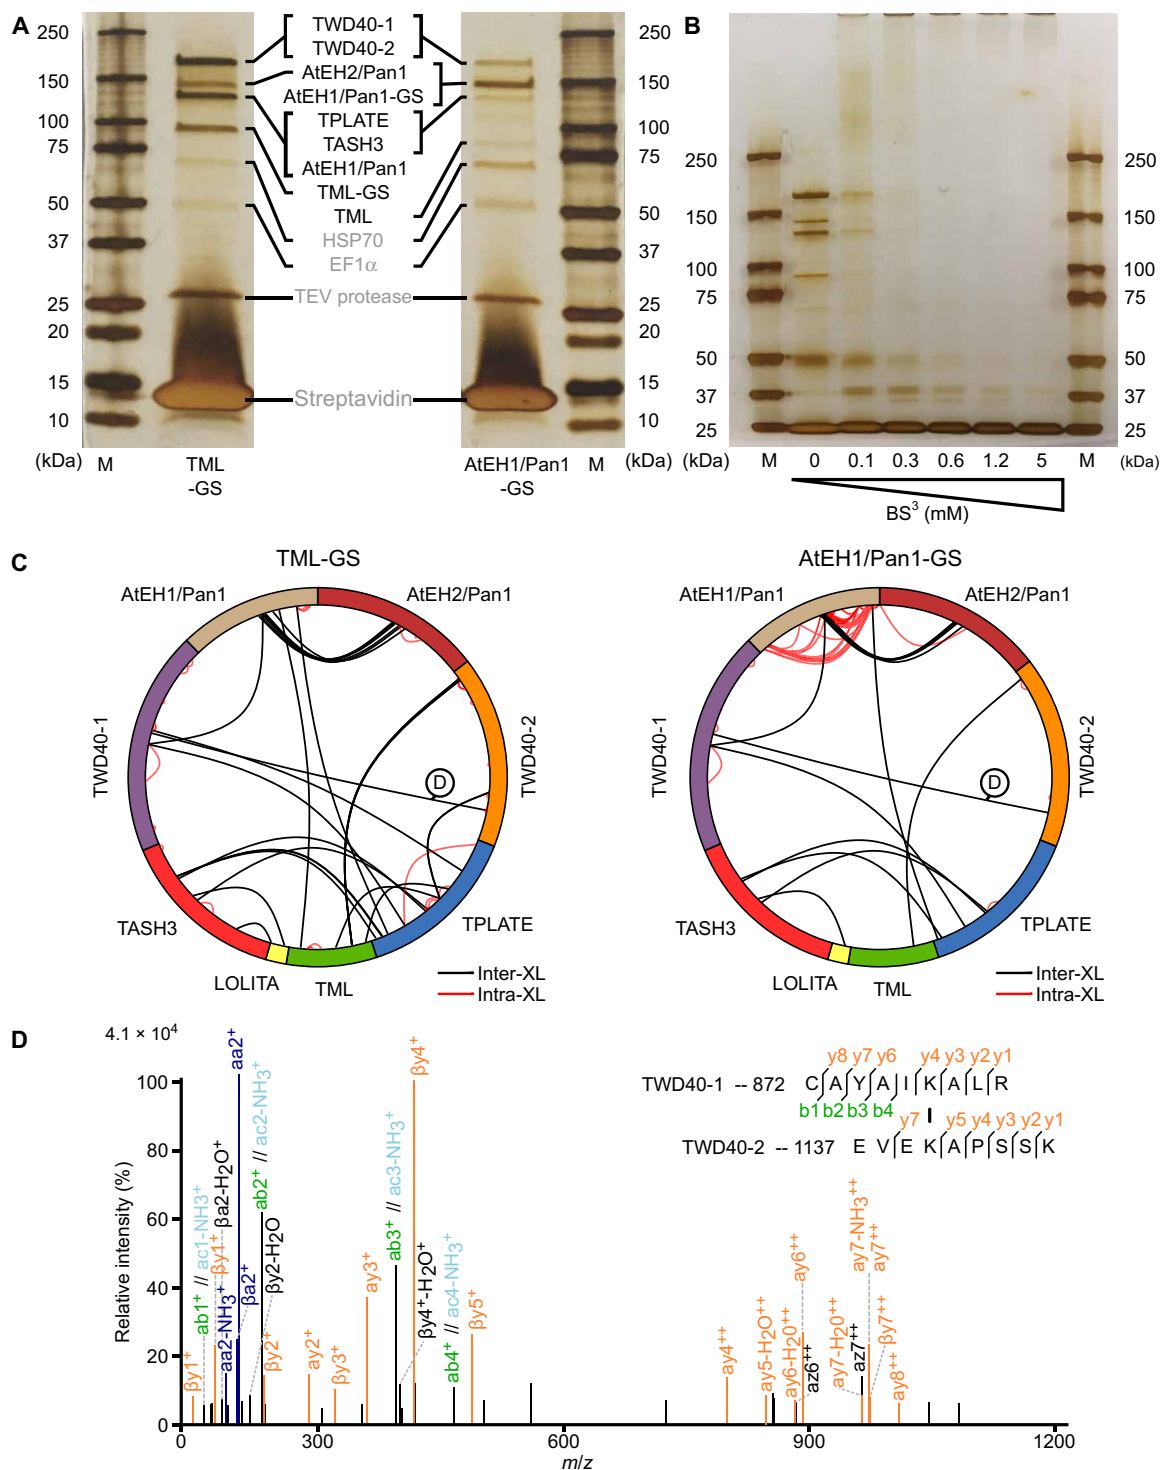 A
250
150
100
75
50
37
25
20
15
10
(kDa)
M
TML
-GS
TWD40-1
TWD40-2
AtEH2/Pan1
AtEH1/Pan1-GS
TPLATE
TASH3
AtEH1/Pan1
TML-GS
TML
HSP70
EF1α
TEV protease
Streptavidin
AtEH1/Pan1
-GS
M
250
150
100
75
50
37
25
20
15
10
(kDa)
B
250
150
100
75
50
37
25
(kDa)
M
0
0.1
0.3
0.6
1.2
5
M
250
150
100
75
50
37
25
(kDa)
BS³ (mM)
C
TML-GS
AtEH1/Pan1
AtEH2/Pan1
TWD40-1
TWD40-2
D
TASH3
TPLATE
LOLITA
TML
Inter-XL
Intra-XL
AtEH1/Pan1-GS
AtEH1/Pan1
AtEH2/Pan1
TWD40-1
TWD40-2
D
TASH3
TPLATE
LOLITA
TML
Inter-XL
Intra-XL
D
4.1 × 10⁴
Relative intensity (%)
100
80
60
40
20
0
0
300
600
900
1200
m/z
βy1⁺
ab1⁺ // ac1-NH3⁺
βy1⁺
βa2-H2O⁺
aa2-NH3⁺
aa2⁺
βa2⁺
ab2⁺ // ac2-NH3⁺
βy2⁺
βy2-H2O
ay2⁺
βy3⁺
ay3⁺
ab3⁺ // ac3-NH3⁺
βy4⁺
βy4⁺-H2O⁺
ab4⁺ // ac4-NH3⁺
βy5⁺
ay4⁺⁺
ay5-H2O⁺⁺
ay6-H20⁺⁺
ay6⁺⁺
az6⁺⁺
ay7-H20⁺⁺
az7⁺⁺
ay7-NH3⁺⁺
ay7⁺⁺
βy7⁺⁺
ay8⁺⁺
y8 y7 y6 y4 y3 y2 y1
TWD40-1 -- 872 C A Y A I K A L R
b1 b2 b3 b4
y7 y5 y4 y3 y2 y1
TWD40-2 -- 1137 E V E K A P S S K